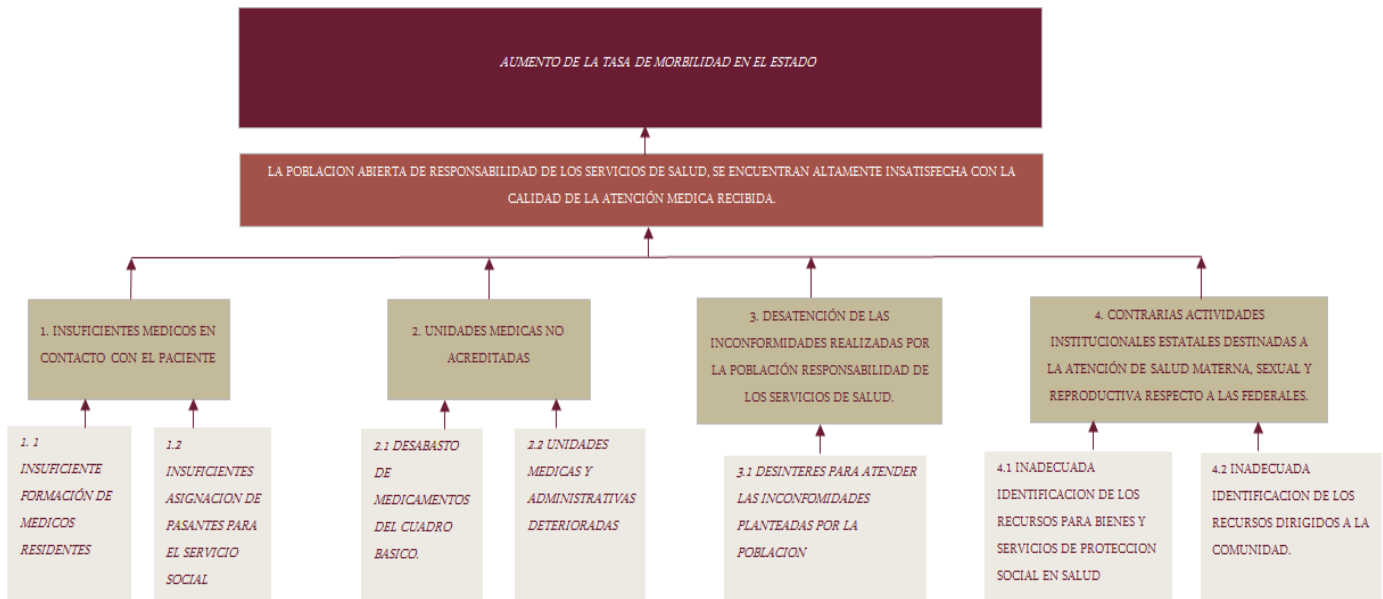 AUMENTO DE LA TASA DE MORBILIDAD EN EL ESTADO
LA POBLACION ABIERTA DE RESPONSABILIDAD DE LOS SERVICIOS DE SALUD, SE ENCUENTRAN ALTAMENTE INSATISFECHA CON LA
CALIDAD DE LA ATENCIÓN MEDICA RECIBIDA.
1. INSUFICIENTES MEDICOS EN
CONTACTO CON EL PACIENTE
2. UNIDADES MEDICAS NO
ACREDITADAS
3. DESATENCIÓN DE LAS
INCONFORMIDADES REALIZADAS POR
LA POBLACIÓN RESPONSABILIDAD DE
LOS SERVICIOS DE SALUD.
4. CONTRARIAS ACTIVIDADES
INSTITUCIONALES ESTATALES DESTINADAS A
LA ATENCIÓN DE SALUD MATERNA, SEXUAL Y
REPRODUCTIVA RESPECTO A LAS FEDERALES.
1. 1
INSUFICIENTE
FORMACIÓN DE
MEDICOS
RESIDENTES
1.2
INSUFICIENTES
ASIGNACION DE
PASANTES PARA
EL SERVICIO
SOCIAL
2.1 DESABASTO
DE
MEDICAMENTOS
DEL CUADRO
BASICO.
2.2 UNIDADES
MEDICAS Y
ADMINISTRATIVAS
DETERIORADAS
3.1 DESINTERES PARA ATENDER
LAS INCONFOMIDADES
PLANTEADAS POR LA
POBLACION
4.1 INADECUADA
IDENTIFICACION DE LOS
RECURSOS PARA BIENES Y
SERVICIOS DE PROTECCION
SOCIAL EN SALUD
4.2 INADECUADA
IDENTIFICACION DE LOS
RECURSOS DIRIGIDOS A LA
COMUNIDAD.